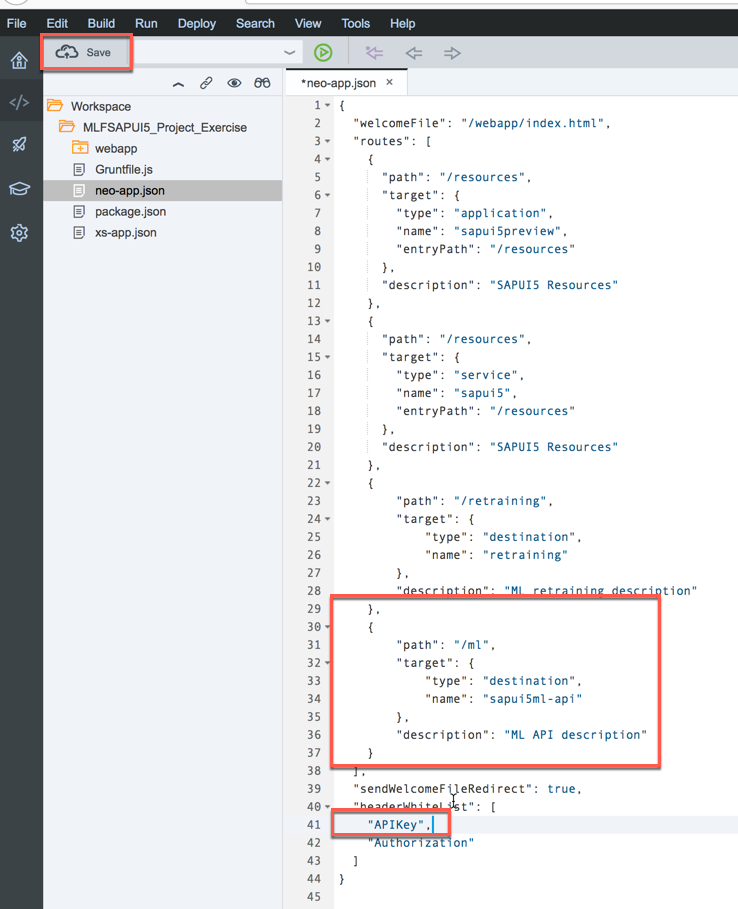 File Edit Build Run Deploy Search View Tools Help
Save
*neo-app.json ×
Workspace
MLFSAPUI5_Project_Exercise
webapp
Gruntfile.js
neo-app.json
package.json
xs-app.json
1 {
2 "welcomeFile": "/webapp/index.html",
3 "routes": [
4 {
5 "path": "/resources",
6 "target": {
7 "type": "application",
8 "name": "sapui5preview",
9 "entryPath": "/resources"
10 },
11 "description": "SAPUI5 Resources"
12 },
13 {
14 "path": "/resources",
15 "target": {
16 "type": "service",
17 "name": "sapui5",
18 "entryPath": "/resources"
19 },
20 "description": "SAPUI5 Resources"
21 },
22 {
23 "path": "/retraining",
24 "target": {
25 "type": "destination",
26 "name": "retraining"
27 },
28 "description": "ML retraining description"
29 },
30 {
31 "path": "/ml",
32 "target": {
33 "type": "destination",
34 "name": "sapui5ml-api"
35 },
36 "description": "ML API description"
37 }
38 ],
39 "sendWelcomeFileRedirect": true,
40 "headerWhiteList": [
41 "APIKey",
42 "Authorization"
43 ]
44 }
45